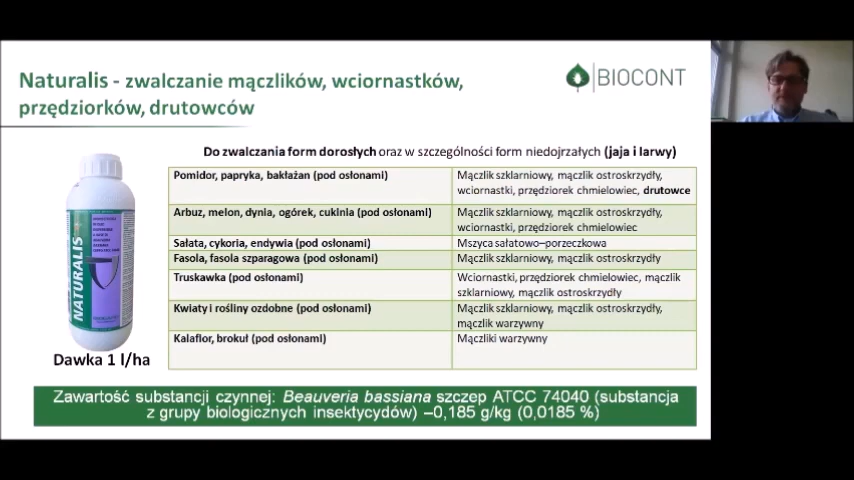 Naturalis - zwalczanie mączlików, wciornastków,
przędziorków, drutowców
BIOCONT
Do zwalczania form dorosłych oraz w szczególności form niedojrzałych (jaja i larwy)
Pomidor, papryka, bakłażan (pod osłonami)
Mączlik szklarniowy, mączlik ostroskrzydły,
wciornastki, przędziorek chmielowiec, drutowce
Arbuz, melon, dynia, ogórek, cukinia (pod osłonami)
Mączlik szklarniowy, mączlik ostroskrzydły,
wciornastki, przędziorek chmielowiec
Sałata, cykoria, endywia (pod osłonami)
Mszyca sałatowo–porzeczkowa
Fasola, fasola szparagowa (pod osłonami)
Mączlik szklarniowy, mączlik ostroskrzydły
Truskawka (pod osłonami)
Wciornastki, przędziorek chmielowiec, mączlik
szklarniowy, mączlik ostroskrzydły
Kwiaty i rośliny ozdobne (pod osłonami)
Mączlik szklarniowy, mączlik ostroskrzydły,
mączlik warzywny
Kalafior, brokuł (pod osłonami)
Mączliki warzywny
NATURALIS
Dawka 1 l/ha
Zawartość substancji czynnej: Beauveria bassiana szczep ATCC 74040 (substancja
z grupy biologicznych insektycydów) –0,185 g/kg (0,0185 %)